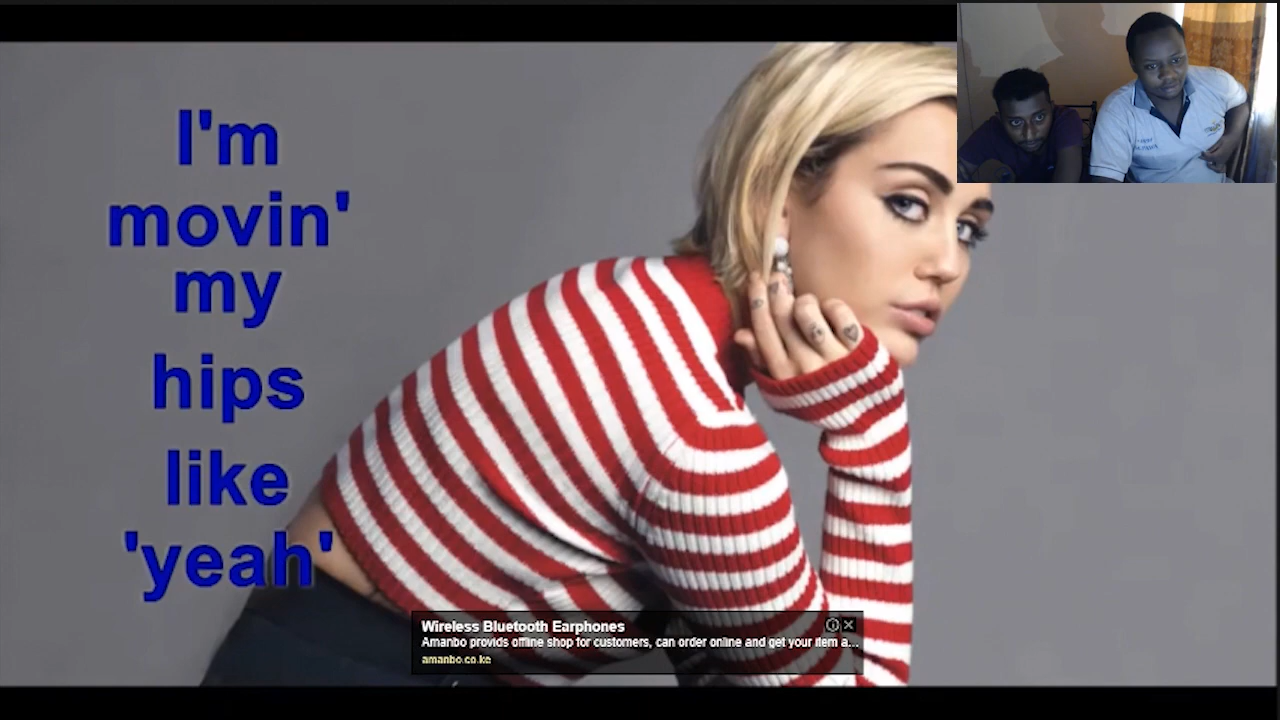 I'm
movin'
my
hips
like
'yeah'
Wireless Bluetooth Earphones
Amanbo provids offline shop for customers, can order online and get your item a...
amanbo.co.ke